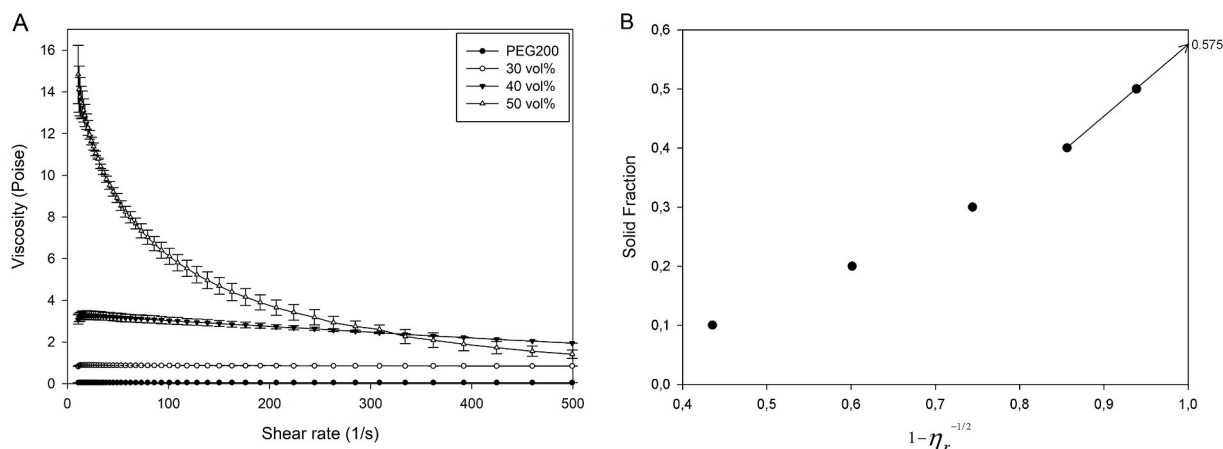 A
Viscosity (Poise)
16
14
12
10
8
6
4
2
0
0 100 200 300 400 500
Shear rate (1/s)
PEG200
30 vol%
40 vol%
50 vol%
B
Solid Fraction
0,6
0,5
0,4
0,3
0,2
0,1
0,0
0,4 0,5 0,6 0,7 0,8 0,9 1,0
0.575
1−ηr−1/2